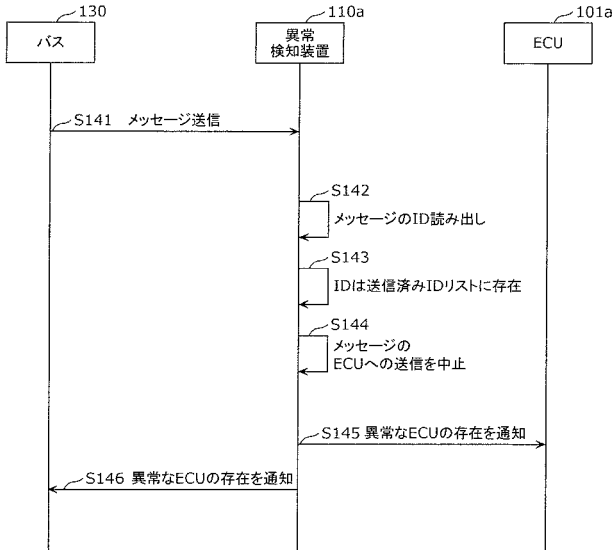 130
110a
101a
バス
異常
検知装置
ECU
S141 メッセージ送信
S142
メッセージのID読み出し
S143
IDは送信済みIDリストに存在
S144
メッセージの
ECUへの送信を中止
S145 異常なECUの存在を通知
S146 異常なECUの存在を通知